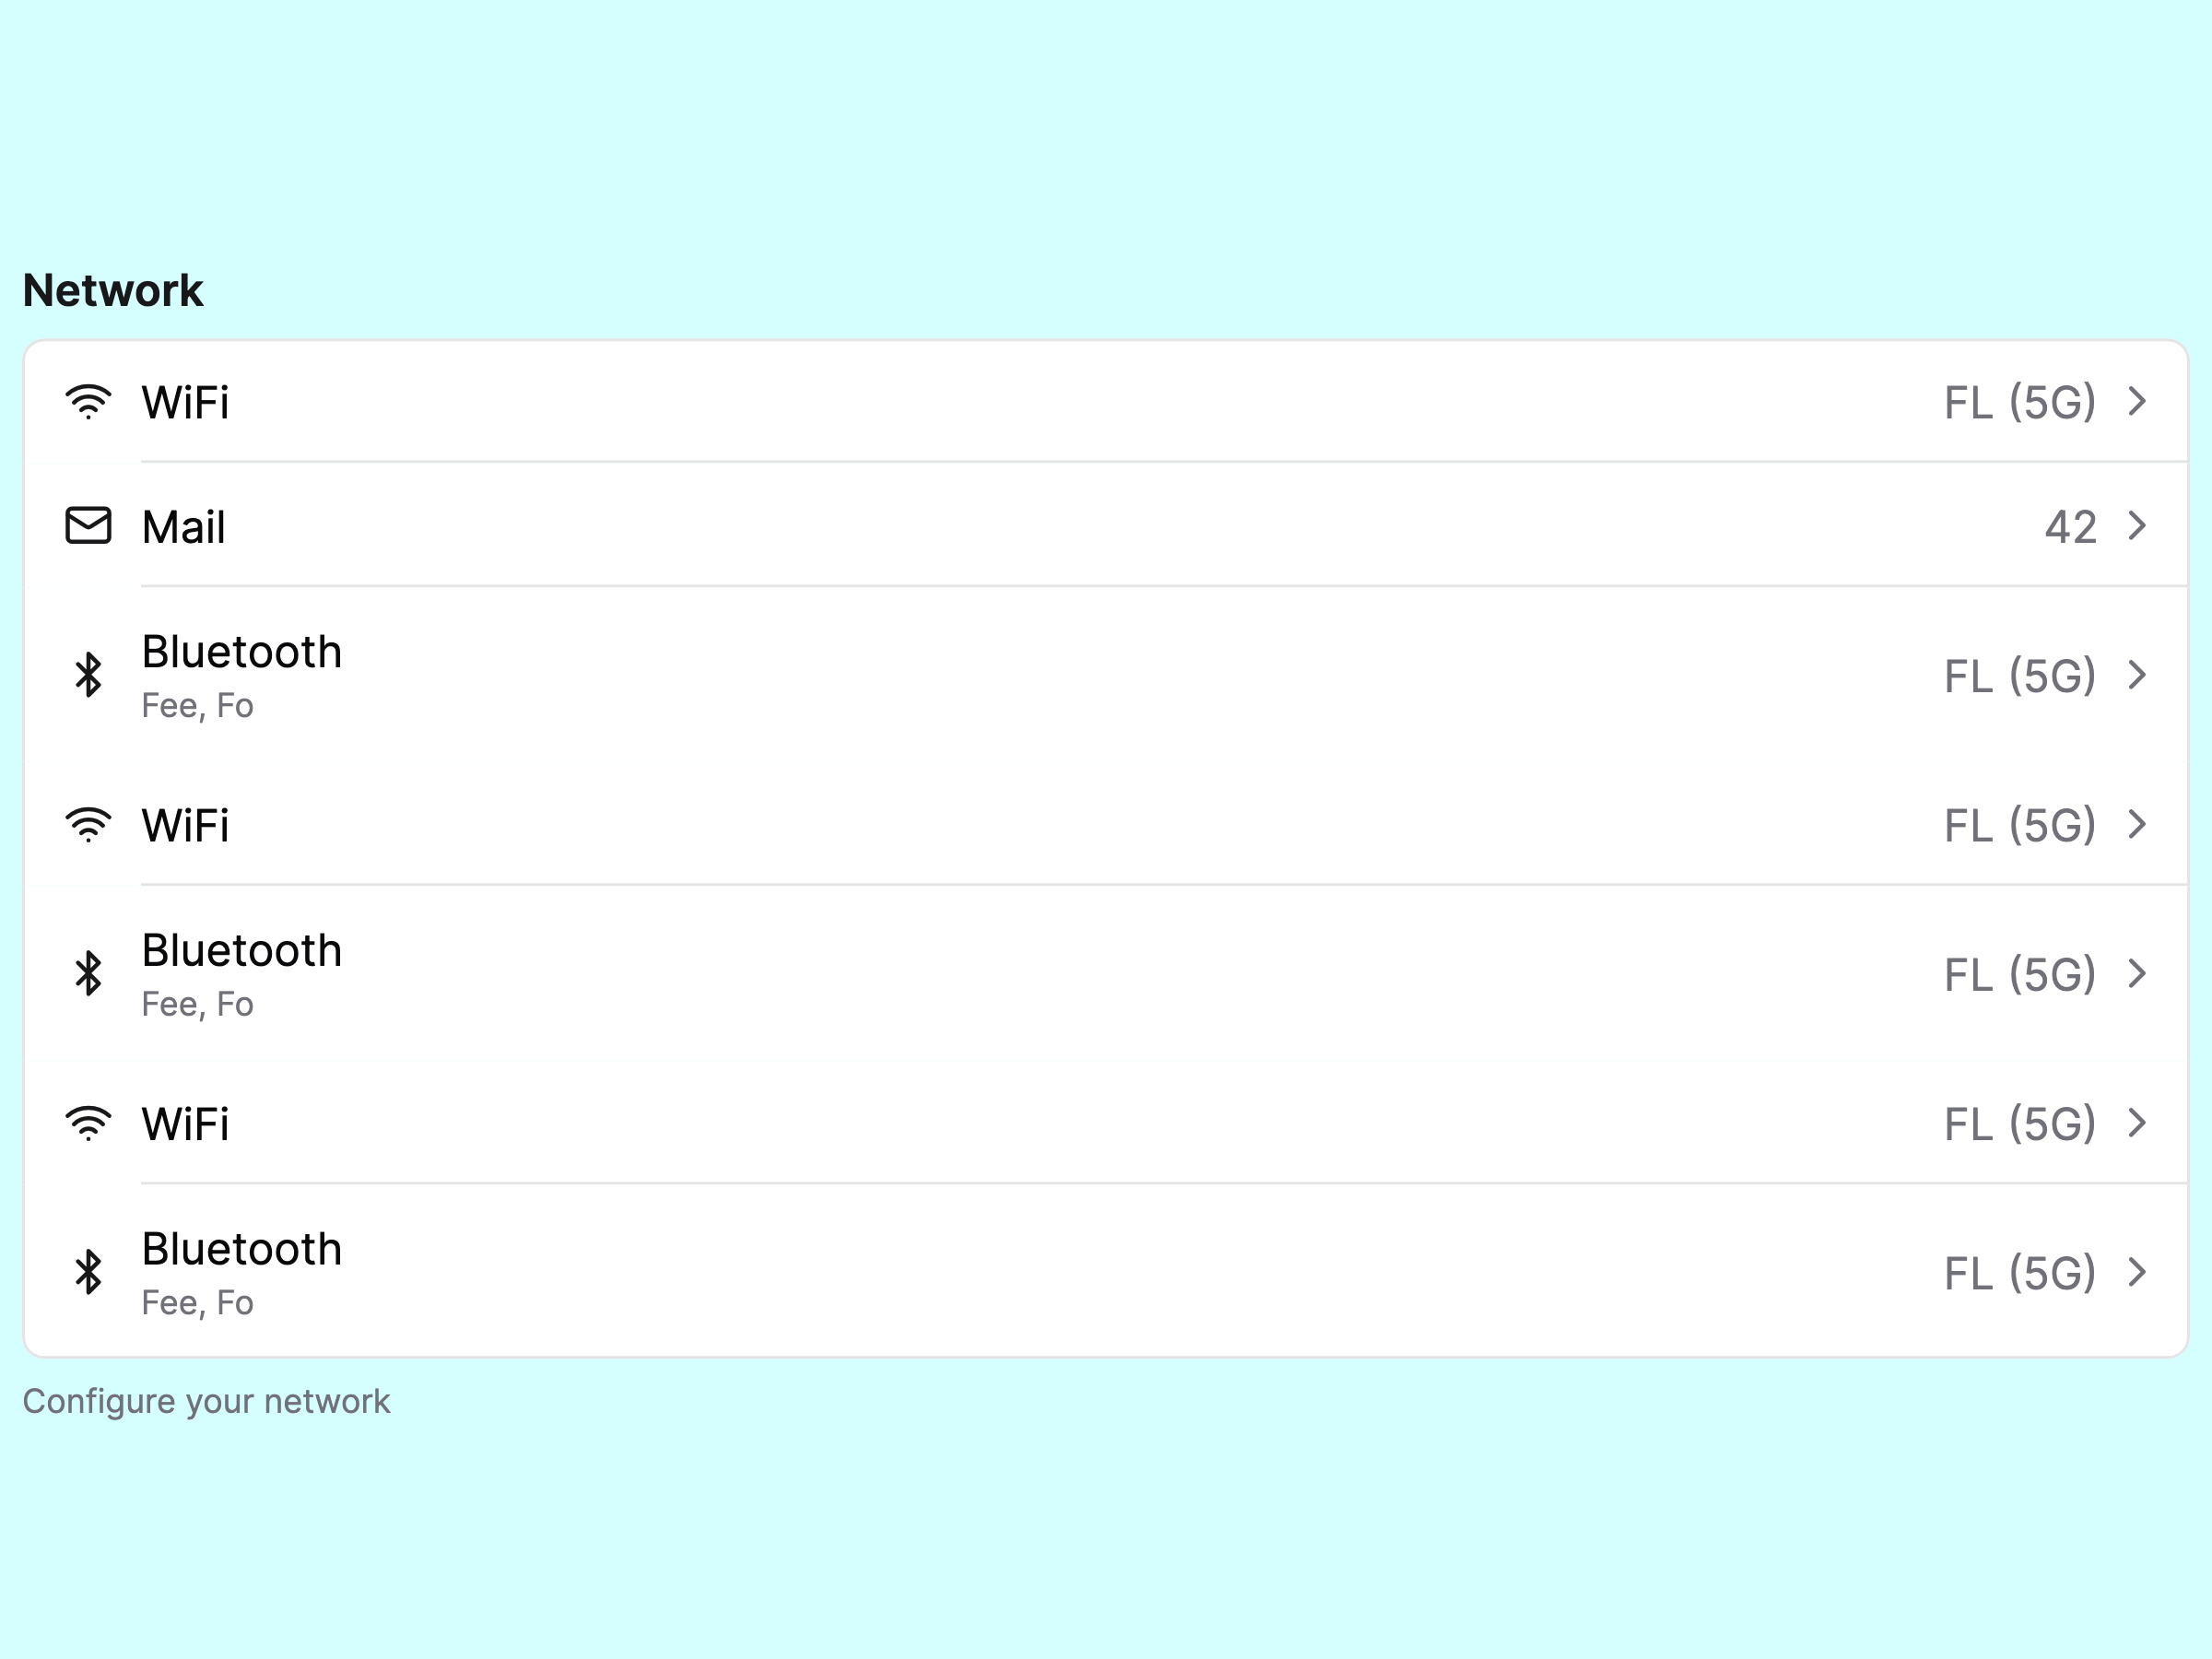 Network
WiFi FL (5G)
Mail 42
Bluetooth
Fee, Fo
FL (5G)
WiFi FL (5G)
Bluetooth
Fee, Fo
FL (5G)
WiFi FL (5G)
Bluetooth
Fee, Fo
FL (5G)
Configure your network